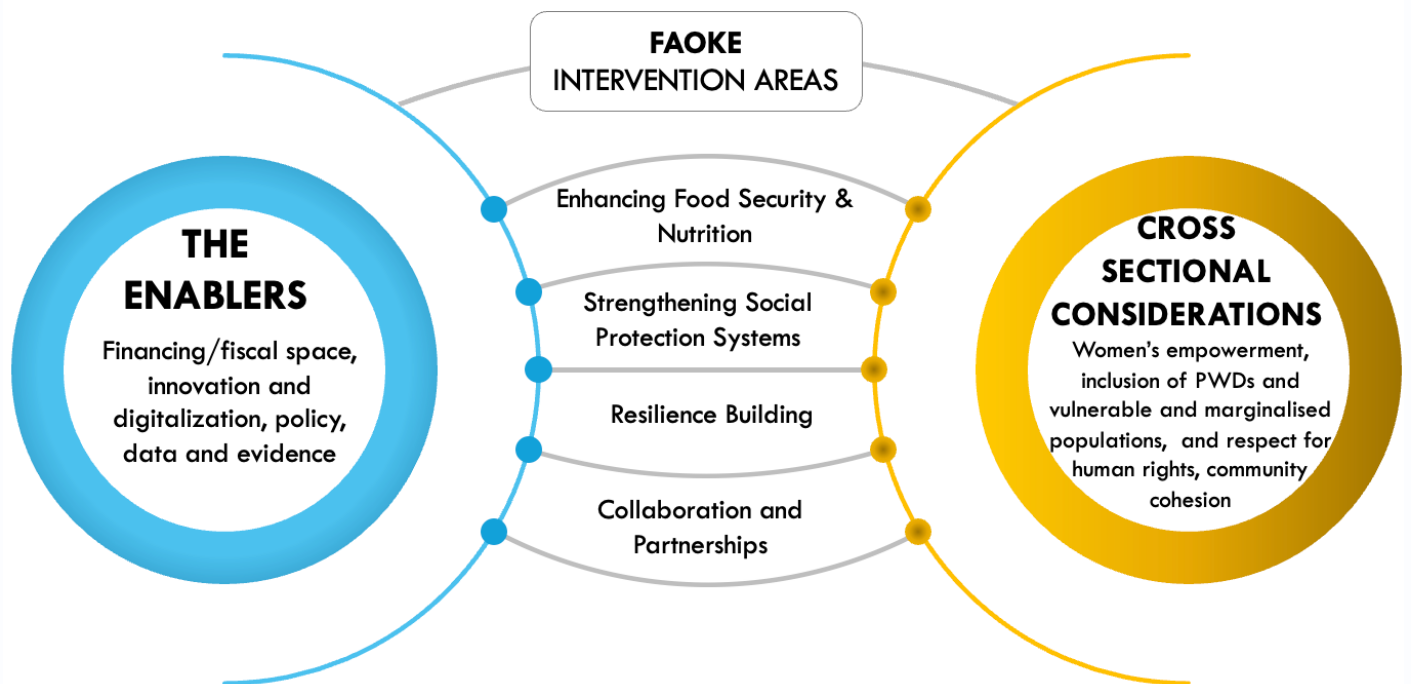 FAOKE
INTERVENTION AREAS
THE
ENABLERS
Financing/fiscal space,
innovation and
digitalization, policy,
data and evidence
Enhancing Food Security &
Nutrition
Strengthening Social
Protection Systems
Resilience Building
Collaboration and
Partnerships
CROSS
SECTIONAL
CONSIDERATIONS
Women's empowerment,
inclusion of PWDs and
vulnerable and marginalised
populations,  and respect for
human rights, community
cohesion